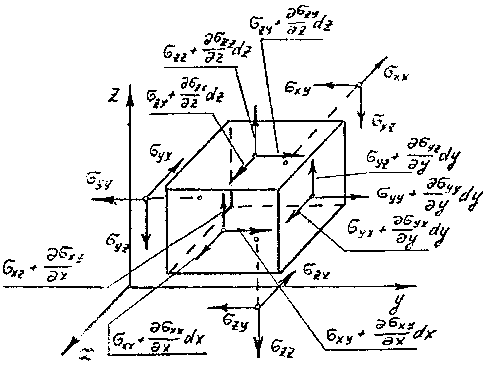 σzy + ∂σzy/∂z dz
σzz + ∂σzz/∂z dz
σxx
σxy
σzx + ∂σzx/∂z dz
z
σxz
σyx
σyz + ∂σyz/∂y dy
σyy
σyy + ∂σyx/∂y dy
σyz
σyx + ∂σyx/∂y dy
σxz + ∂σxz/∂x
σzx
y
σzy
σxx + ∂σxx/∂x dx
σxy + ∂σxy/∂x dx
σzz